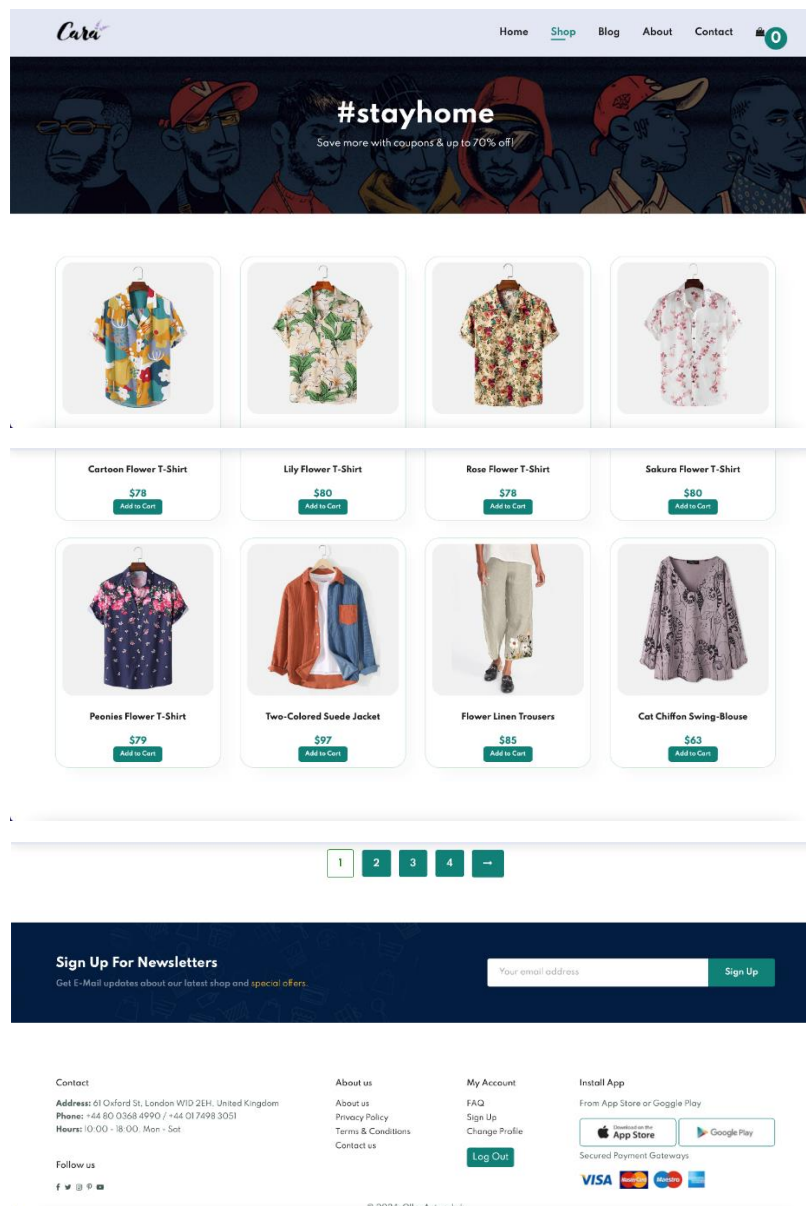 Cara
Home Shop Blog About Contact 0
#stayhome
Save more with coupons & up to 70% off!
Cartoon Flower T-Shirt Lily Flower T-Shirt Rose Flower T-Shirt Sakura Flower T-Shirt
$78 $80 $78 $80
Add to Cart Add to Cart Add to Cart Add to Cart
Peonies Flower T-Shirt Two-Colored Suede Jacket Flower Linen Trousers Cat Chiffon Swing-Blouse
$79 $97 $85 $63
Add to Cart Add to Cart Add to Cart Add to Cart
1 2 3 4 →
Sign Up For Newsletters
Get E-Mail updates about our latest shop and special offers.
Your email address Sign Up
Contact
Address: 61 Oxford St, London W1D 2EH, United Kingdom
Phone: +44 80 0368 4990 / +44 01 7498 3051
Hours: 10:00 - 18:00, Mon - Sat
Follow us
About us
About us
Privacy Policy
Terms & Conditions
Contact us
My Account
FAQ
Sign Up
Change Profile
Log Out
Install App
From App Store or Goggle Play
Download on the
App Store
Google Play
Secured Payment Gateways
VISA MasterCard Maestro